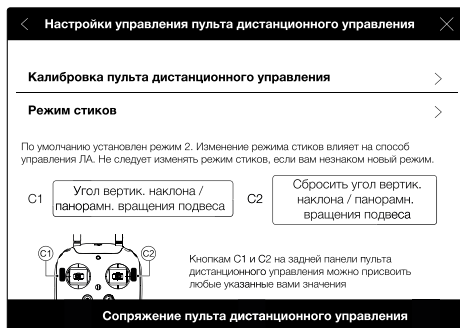 Настройки управления пульта дистанционного управления
Калибровка пульта дистанционного управления
Режим стиков
По умолчанию установлен режим 2. Изменение режима стиков влияет на способ
управления ЛА. Не следует изменять режим стиков, если вам незнаком новый режим.
C1
Угол вертик. наклона /
панорамн. вращения подвеса
C2
Сбросить угол вертик.
наклона / панорамн.
вращения подвеса
C1
C2
Кнопкам C1 и C2 на задней панели пульта
дистанционного управления можно присвоить
любые указанные вами значения
Сопряжение пульта дистанционного управления